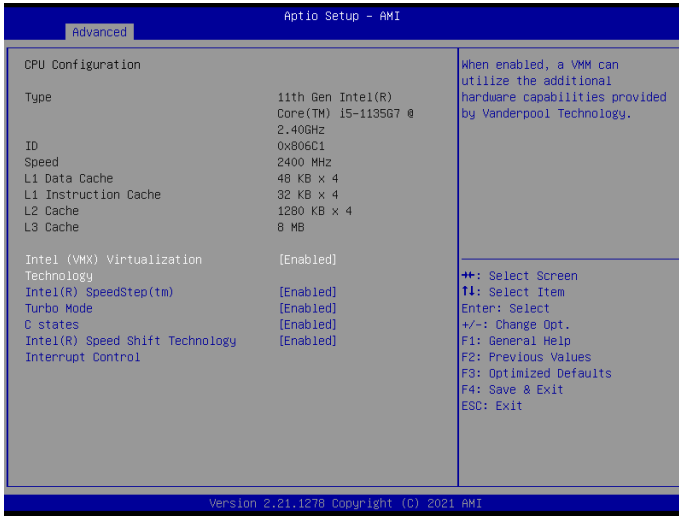 Aptio Setup - AMI
Advanced
CPU Configuration
Type 11th Gen Intel(R)
Core(TM) i5-1135G7 @
2.40GHz
ID 0x806C1
Speed 2400 MHz
L1 Data Cache 48 KB x 4
L1 Instruction Cache 32 KB x 4
L2 Cache 1280 KB x 4
L3 Cache 8 MB
Intel (VMX) Virtualization [Enabled]
Technology
Intel(R) SpeedStep(tm) [Enabled]
Turbo Mode [Enabled]
C states [Enabled]
Intel(R) Speed Shift Technology [Enabled]
Interrupt Control
When enabled, a VMM can
utilize the additional
hardware capabilities provided
by Vanderpool Technology.
→←: Select Screen
↑↓: Select Item
Enter: Select
+/-: Change Opt.
F1: General Help
F2: Previous Values
F3: Optimized Defaults
F4: Save & Exit
ESC: Exit
Version 2.21.1278 Copyright (C) 2021 AMI